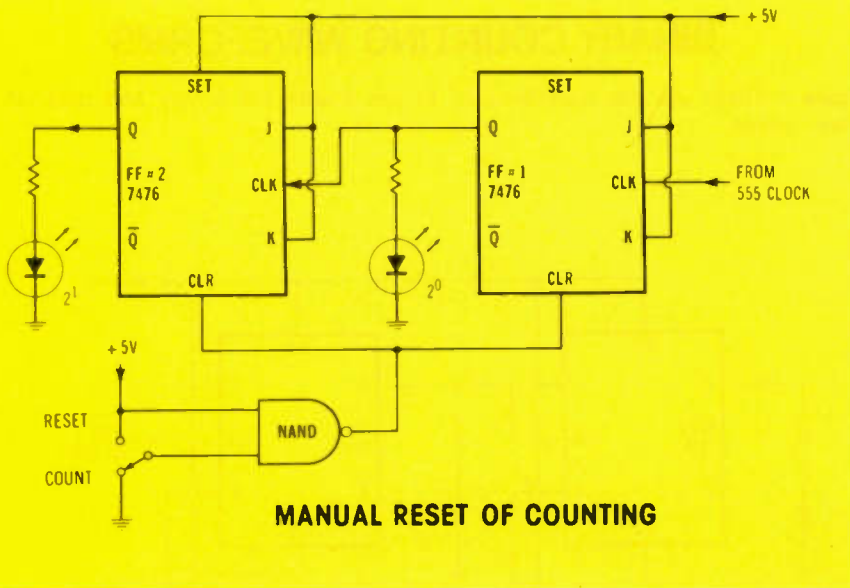 + 5V
SET
SET
Q
J
Q
J
FF # 2
7476
CLK
FF # 1
7476
CLK
FROM
555 CLOCK
Q̅
K
Q̅
K
CLR
CLR
2¹
2⁰
+ 5V
RESET
NAND
COUNT
MANUAL RESET OF COUNTING